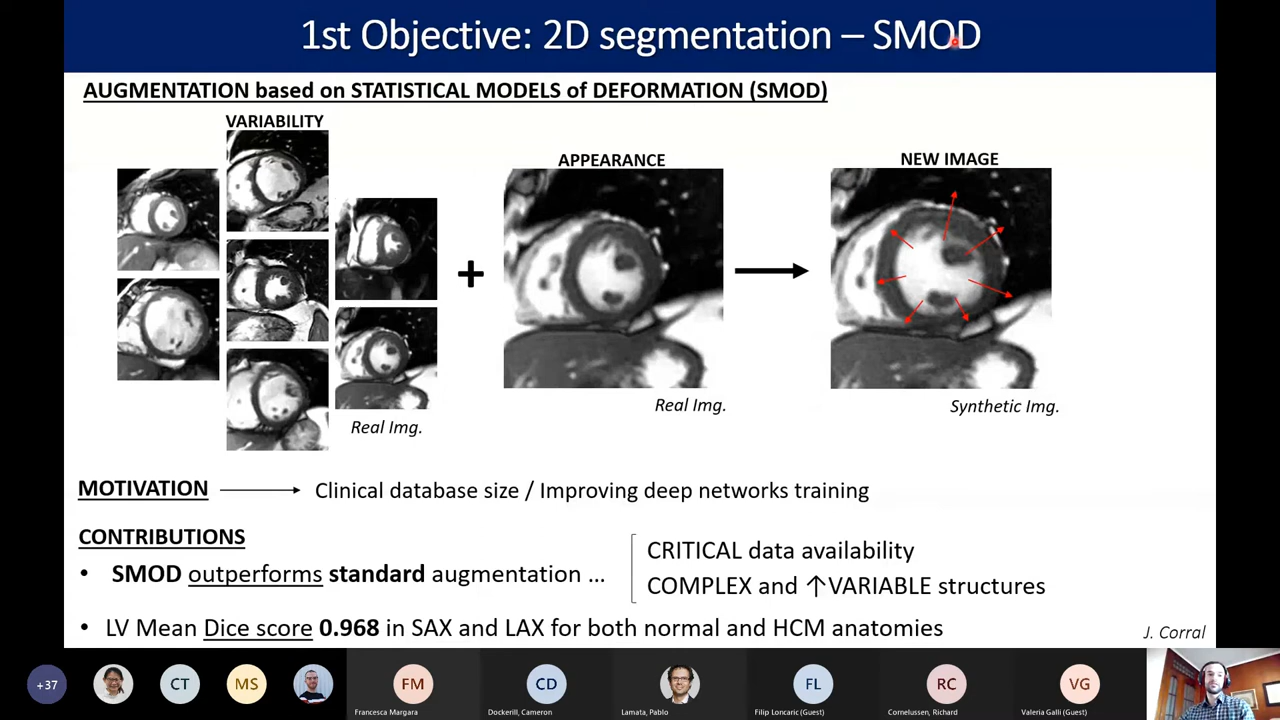 1st Objective: 2D segmentation – SMOD
AUGMENTATION based on STATISTICAL MODELS of DEFORMATION (SMOD)
VARIABILITY
APPEARANCE
NEW IMAGE
+
Real Img.
Real Img.
Synthetic Img.
MOTIVATION
Clinical database size / Improving deep networks training
CONTRIBUTIONS
• SMOD outperforms standard augmentation ...
CRITICAL data availability
COMPLEX and ↑VARIABLE structures
• LV Mean Dice score 0.968 in SAX and LAX for both normal and HCM anatomies
J. Corral
+37
CT
MS
FM
CD
FL
RC
VG
Francesca Margara
Dockerill, Cameron
Lamata, Pablo
Filip Loncaric (Guest)
Cornelussen, Richard
Valeria Galli (Guest)